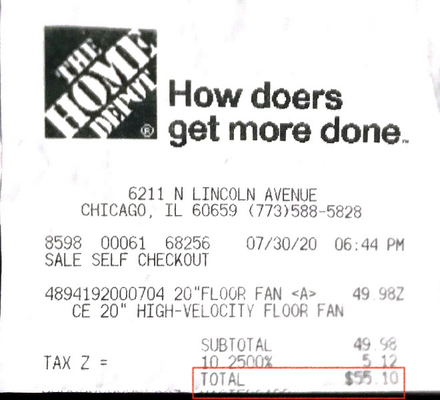 THE
HOME
DEPOT®
How doers
get more done™
6211 N LINCOLN AVENUE
CHICAGO, IL 60659 (773)588-5828
8598 00061 68256 07/30/20 06:44 PM
SALE SELF CHECKOUT
4894192000704 20"FLOOR FAN <A> 49.98Z
CE 20" HIGH-VELOCITY FLOOR FAN
SUBTOTAL 49.98
TAX Z = 10.2500% 5.12
TOTAL $55.10